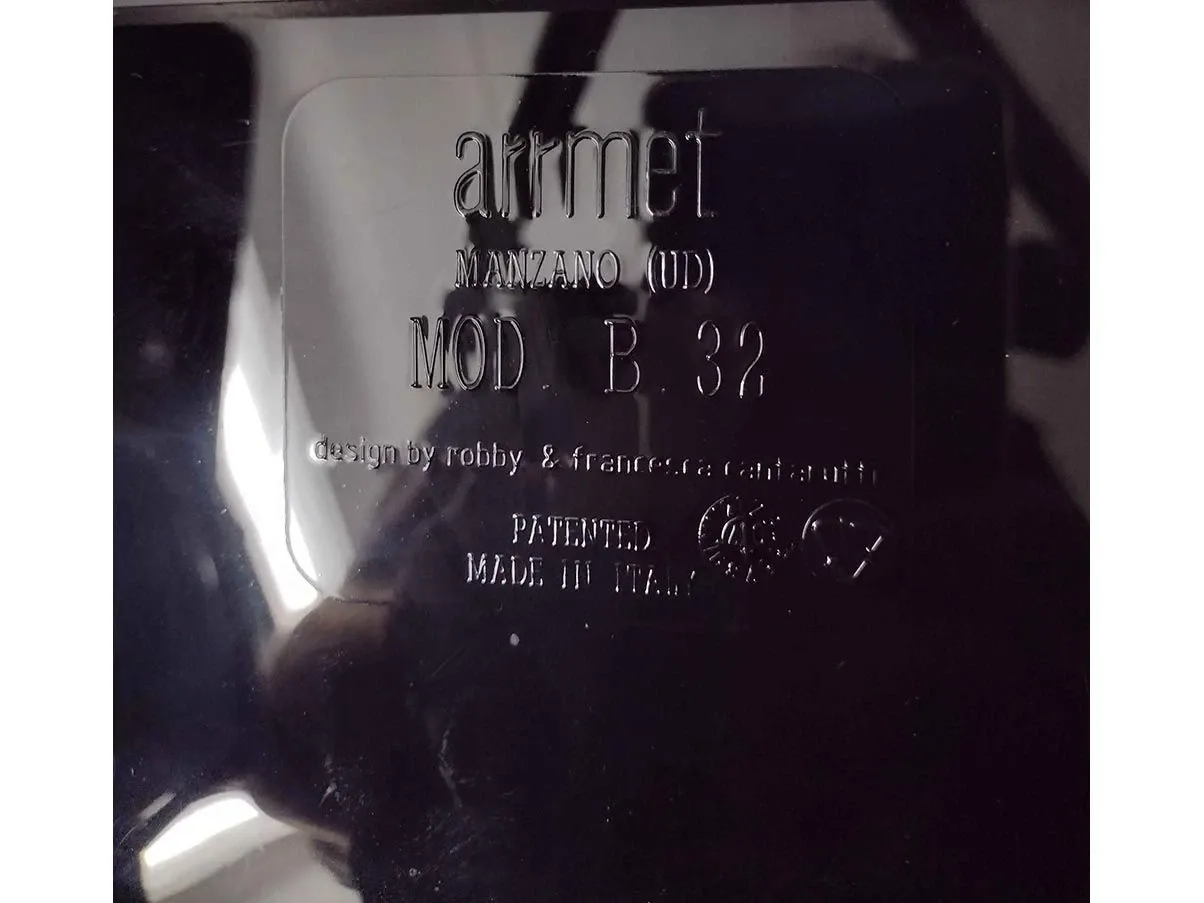 arrmet
MANZANO (UD)
MOD. B. 32
design by robby & francesca cantarutti
PATENTED
MADE IN ITALY